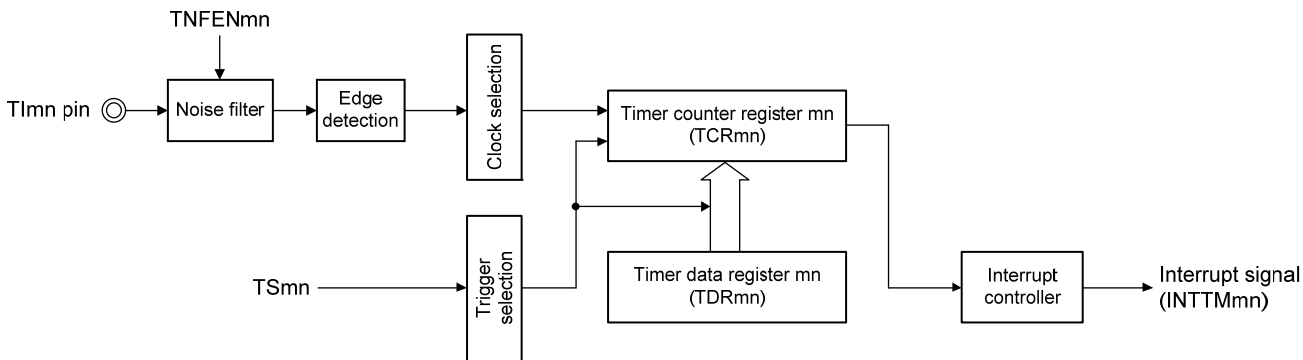 TNFENmn
TImn pin
Noise filter
Edge
detection
Clock selection
Timer counter register mn
(TCRmn)
TSmn
Trigger
selection
Timer data register mn
(TDRmn)
Interrupt
controller
Interrupt signal
(INTTMmn)